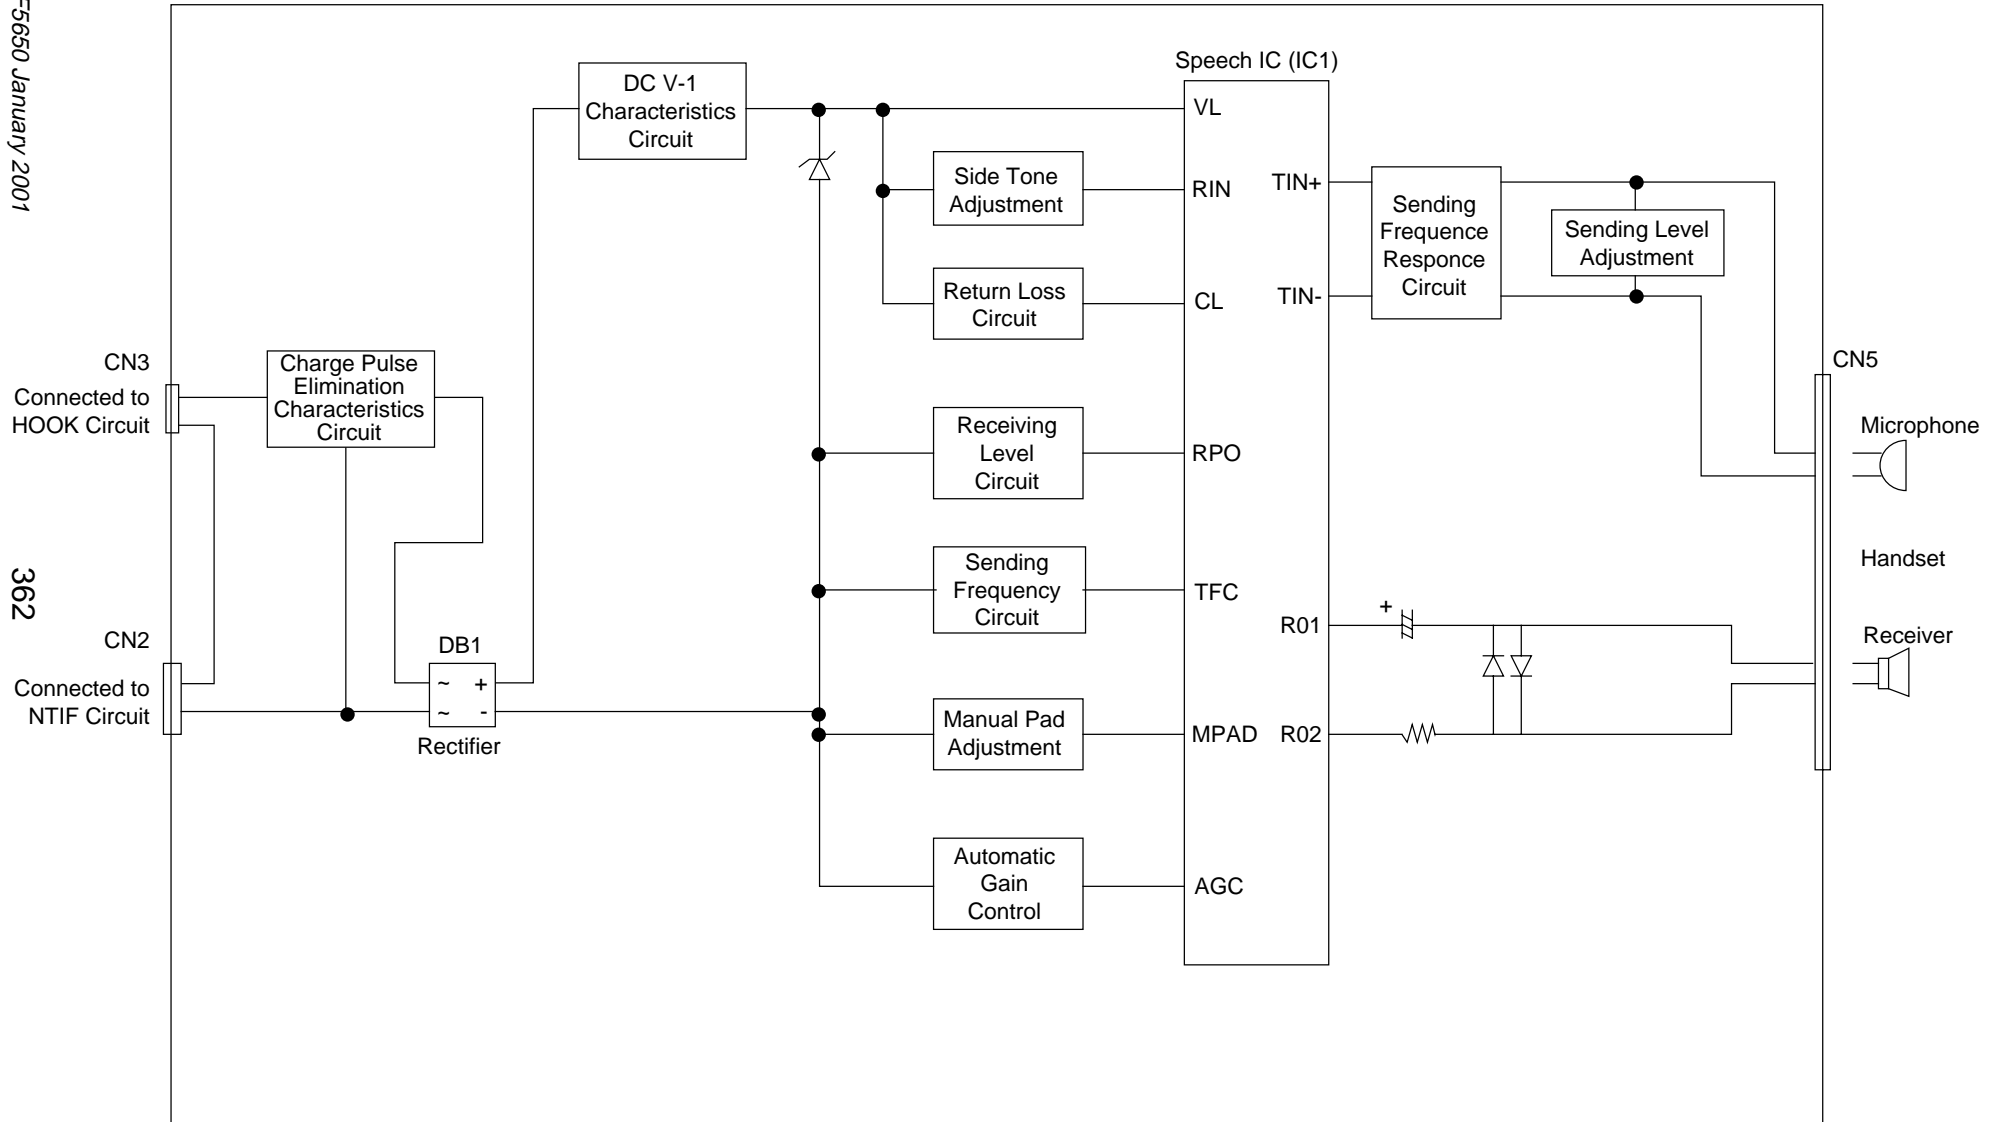 F5650 January 2001
362
Speech IC (IC1)
DC V-1
Characteristics
Circuit
VL
Side Tone
Adjustment
RIN
TIN+
Sending
Frequence
Responce
Circuit
Sending Level
Adjustment
TIN-
Return Loss
Circuit
CL
CN3
Connected to
HOOK Circuit
Charge Pulse
Elimination
Characteristics
Circuit
CN5
Microphone
Receiving
Level
Circuit
RPO
Handset
Sending
Frequency
Circuit
TFC
R01
+
Receiver
CN2
Connected to
NTIF Circuit
DB1
~ +
~ -
Rectifier
Manual Pad
Adjustment
MPAD
R02
Automatic
Gain
Control
AGC